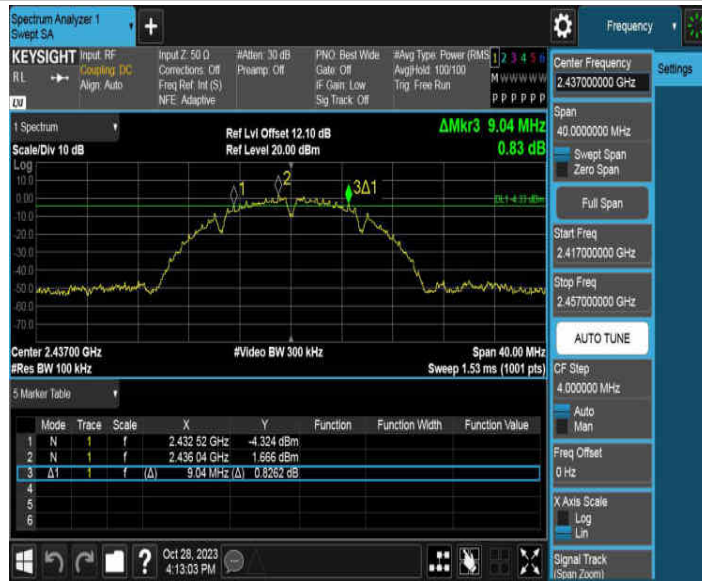 Spectrum Analyzer 1
Swept SA
+
Frequency
KEYSIGHT
RL
Input: RF
Coupling: DC
Align: Auto
Input Z: 50 Ω
Corrections: Off
Freq Ref: Int (S)
NFE: Adaptive
#Atten: 30 dB
Preamp: Off
PNO: Best Wide
Gate: Off
IF Gain: Low
Sig Track: Off
#Avg Type: Power (RMS
Avg|Hold: 100/100
Trig: Free Run
1 2 3 4 5 6
M W W W W W
P P P P P P
Center Frequency
2.437000000 GHz
Settings
Span
40.0000000 MHz
Swept Span
Zero Span
Full Span
Start Freq
2.417000000 GHz
Stop Freq
2.457000000 GHz
AUTO TUNE
CF Step
4.000000 MHz
Auto
Man
Freq Offset
0 Hz
X Axis Scale
Log
Lin
Signal Track
(Span Zoom)
1 Spectrum
Scale/Div 10 dB
Ref Lvl Offset 12.10 dB
Ref Level 20.00 dBm
ΔMkr3 9.04 MHz
0.83 dB
Log
10.0
0.00
-10.0
-20.0
-30.0
-40.0
-50.0
-60.0
-70.0
1
2
3Δ1
DL1 -4.33 dBm
Center 2.43700 GHz
#Res BW 100 kHz
#Video BW 300 kHz
Span 40.00 MHz
Sweep 1.53 ms (1001 pts)
5 Marker Table
Mode Trace Scale X Y Function Function Width Function Value
1 N 1 f 2.432 52 GHz -4.324 dBm
2 N 1 f 2.436 04 GHz 1.666 dBm
3 Δ1 1 f (Δ) 9.04 MHz (Δ) 0.8262 dB
4
5
6
?
Oct 28, 2023
4:13:03 PM